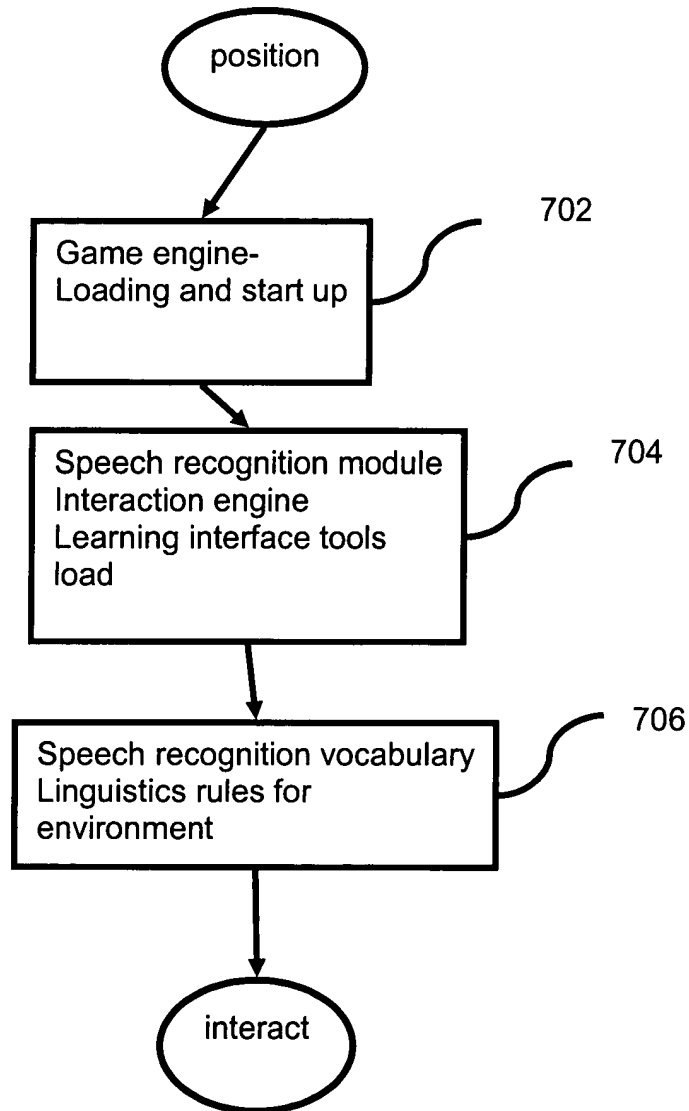 position
702
Game engine-
Loading and start up
704
Speech recognition module
Interaction engine
Learning interface tools
load
706
Speech recognition vocabulary
Linguistics rules for
environment
interact